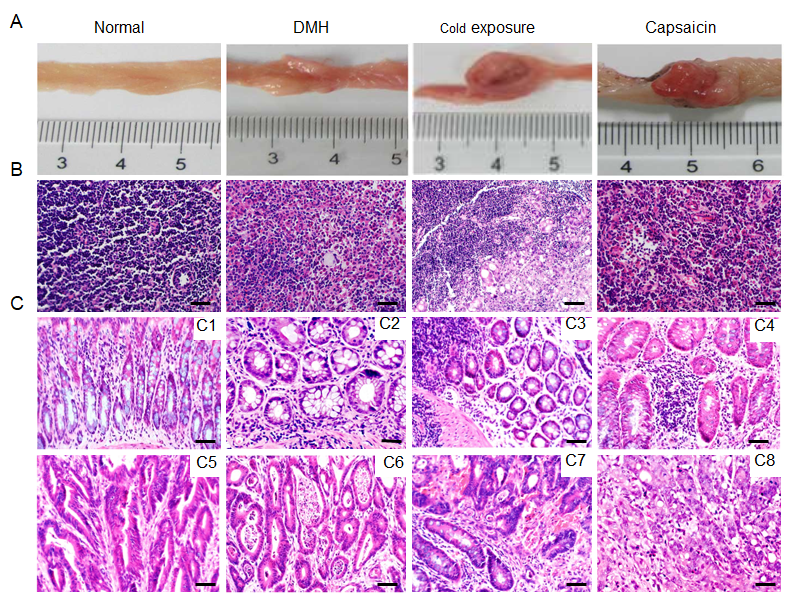 A
Normal
DMH
Cold exposure
Capsaicin
3 4 5
3 4 5
3 4 5
4 5 6
B
C
C1
C2
C3
C4
C5
C6
C7
C8